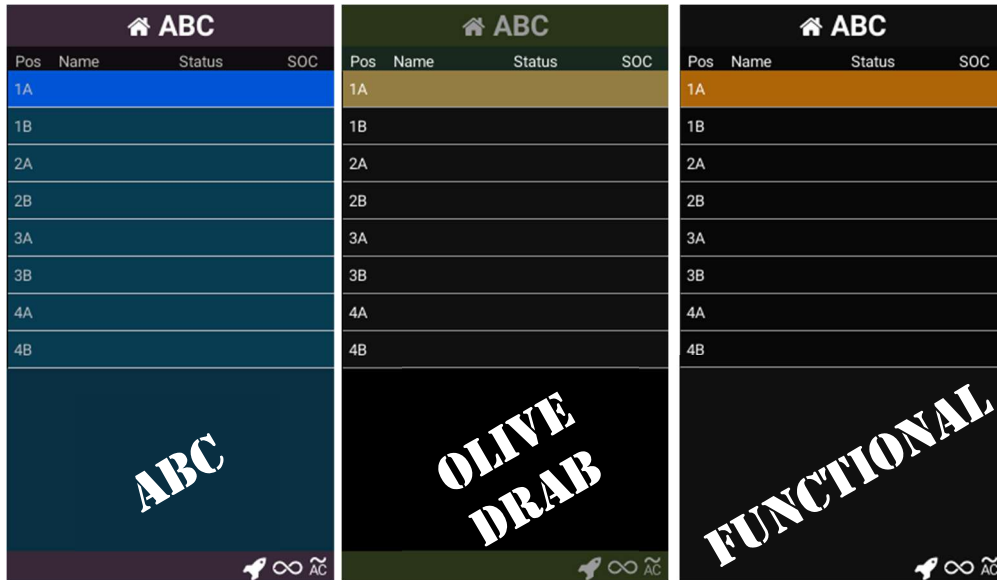 ABC
Pos Name Status SOC
1A
1B
2A
2B
3A
3B
4A
4B
ABC
AC
ABC
Pos Name Status SOC
1A
1B
2A
2B
3A
3B
4A
4B
OLIVE
DRAB
AC
ABC
Pos Name Status SOC
1A
1B
2A
2B
3A
3B
4A
4B
FUNCTIONAL
AC